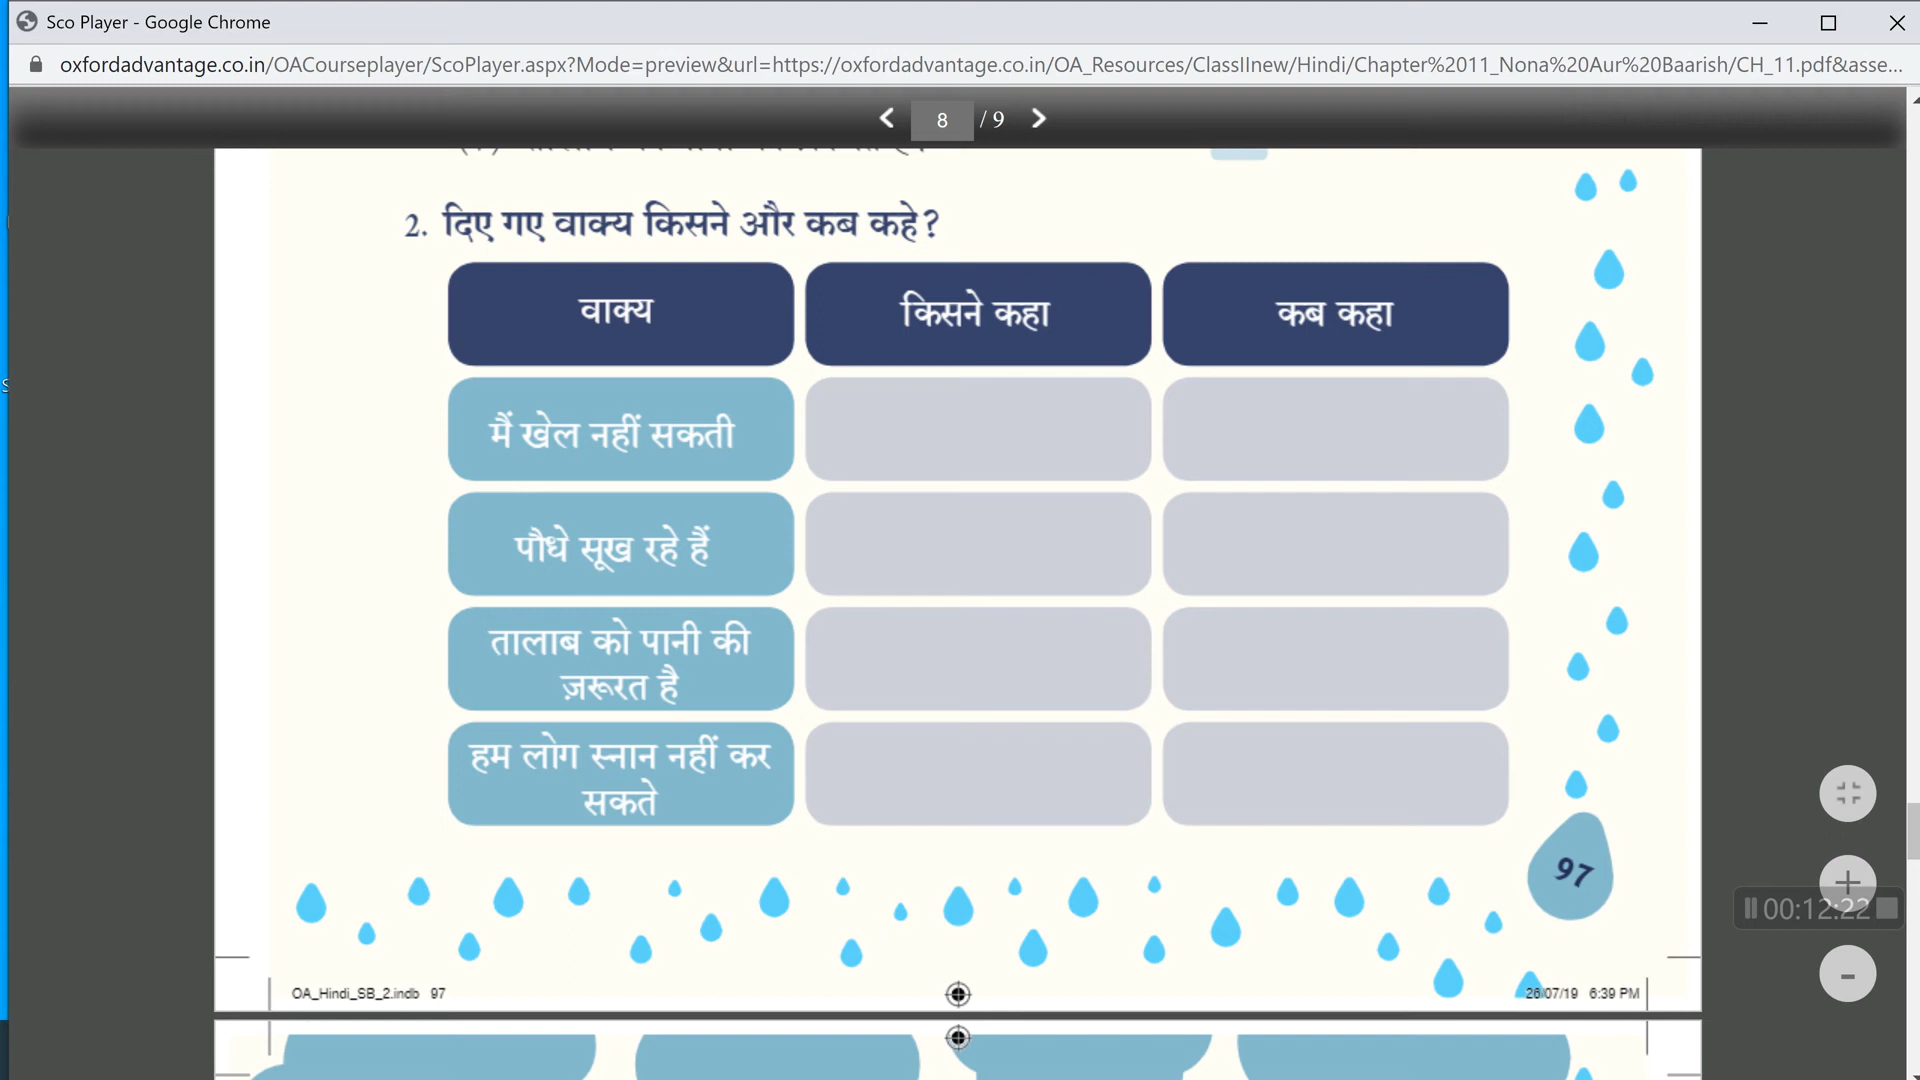 Sco Player - Google Chrome
oxfordadvantage.co.in/OACourseplayer/ScoPlayer.aspx?Mode=preview&url=https://oxfordadvantage.co.in/OA_Resources/ClassIInew/Hindi/Chapter%2011_Nona%20Aur%20Baarish/CH_11.pdf&asse...
8 / 9
2. दिए गए वाक्य किसने और कब कहे?
वाक्य किसने कहा कब कहा
मैं खेल नहीं सकती
पौधे सूख रहे हैं
तालाब को पानी की
ज़रूरत है
हम लोग स्नान नहीं कर
सकते
97
00:12:22
OA_Hindi_SB_2.indb 97
26/07/19 6:39 PM